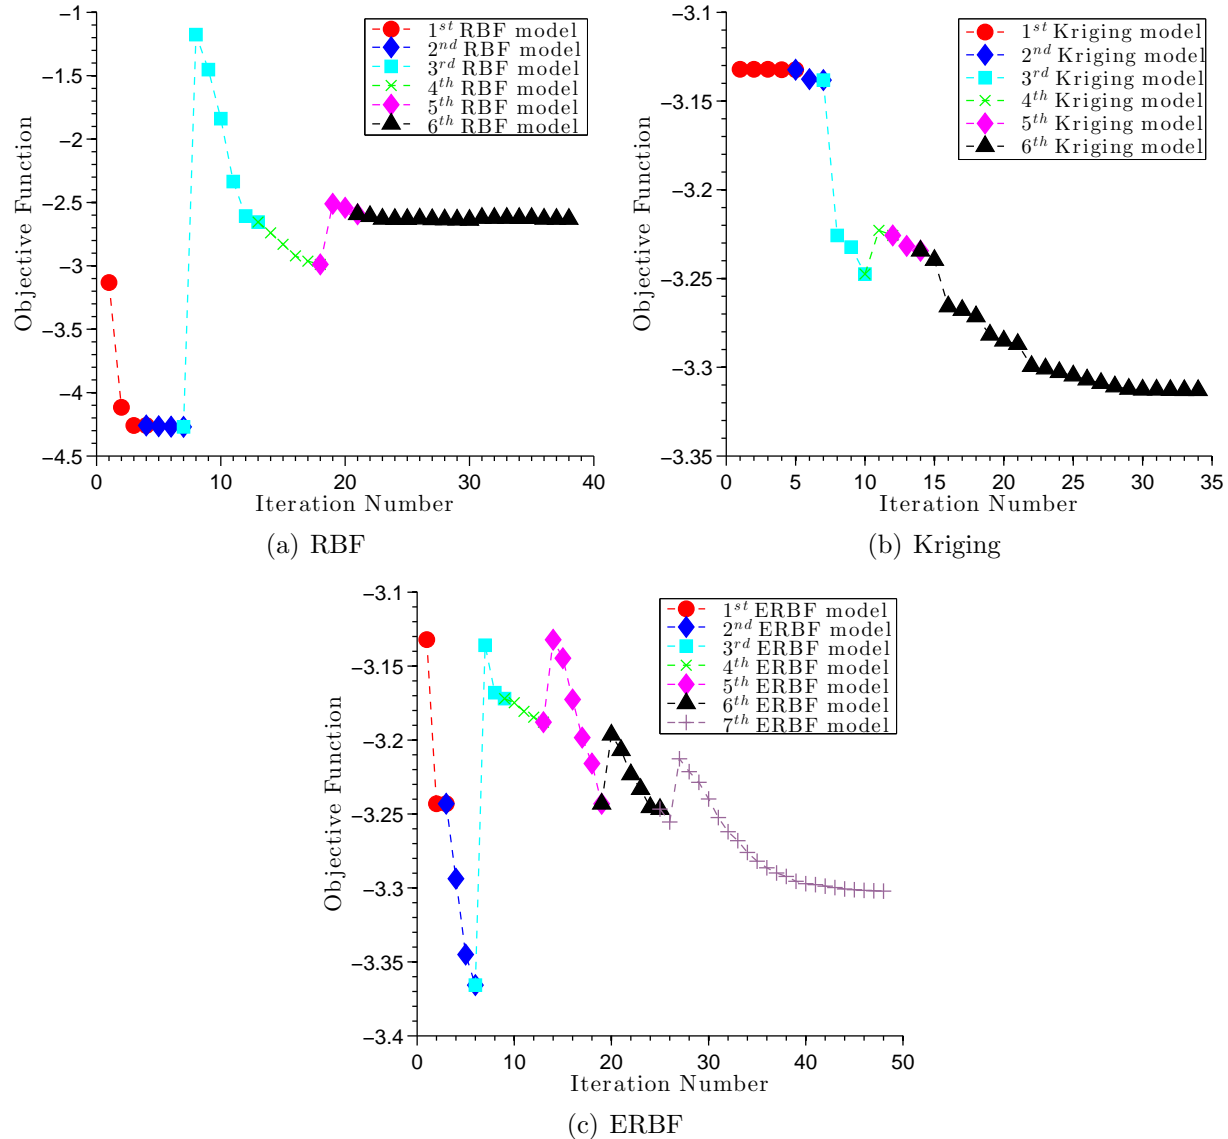 −1
−1.5
−2
−2.5
−3
−3.5
−4
−4.5
Objective Function
0
10
20
30
40
Iteration Number
1st RBF model
2nd RBF model
3rd RBF model
4th RBF model
5th RBF model
6th RBF model
(a) RBF
−3.1
−3.15
−3.2
−3.25
−3.3
−3.35
Objective Function
0
5
10
15
20
25
30
35
Iteration Number
1st Kriging model
2nd Kriging model
3rd Kriging model
4th Kriging model
5th Kriging model
6th Kriging model
(b) Kriging
−3.1
−3.15
−3.2
−3.25
−3.3
−3.35
−3.4
Objective Function
0
10
20
30
40
50
Iteration Number
1st ERBF model
2nd ERBF model
3rd ERBF model
4th ERBF model
5th ERBF model
6th ERBF model
7th ERBF model
(c) ERBF